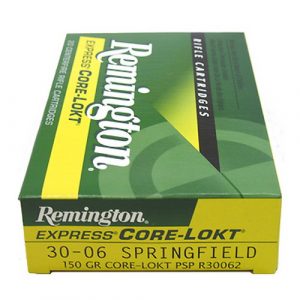 Remington
EXPRESS CORE-LOKT
20 CENTERFIRE RIFLE CARTRIDGES
RIFLE CARTRIDGES
Remington
EXPRESS CORE-LOKT
30-06 SPRINGFIELD
150 GR CORE-LOKT PSP R30062